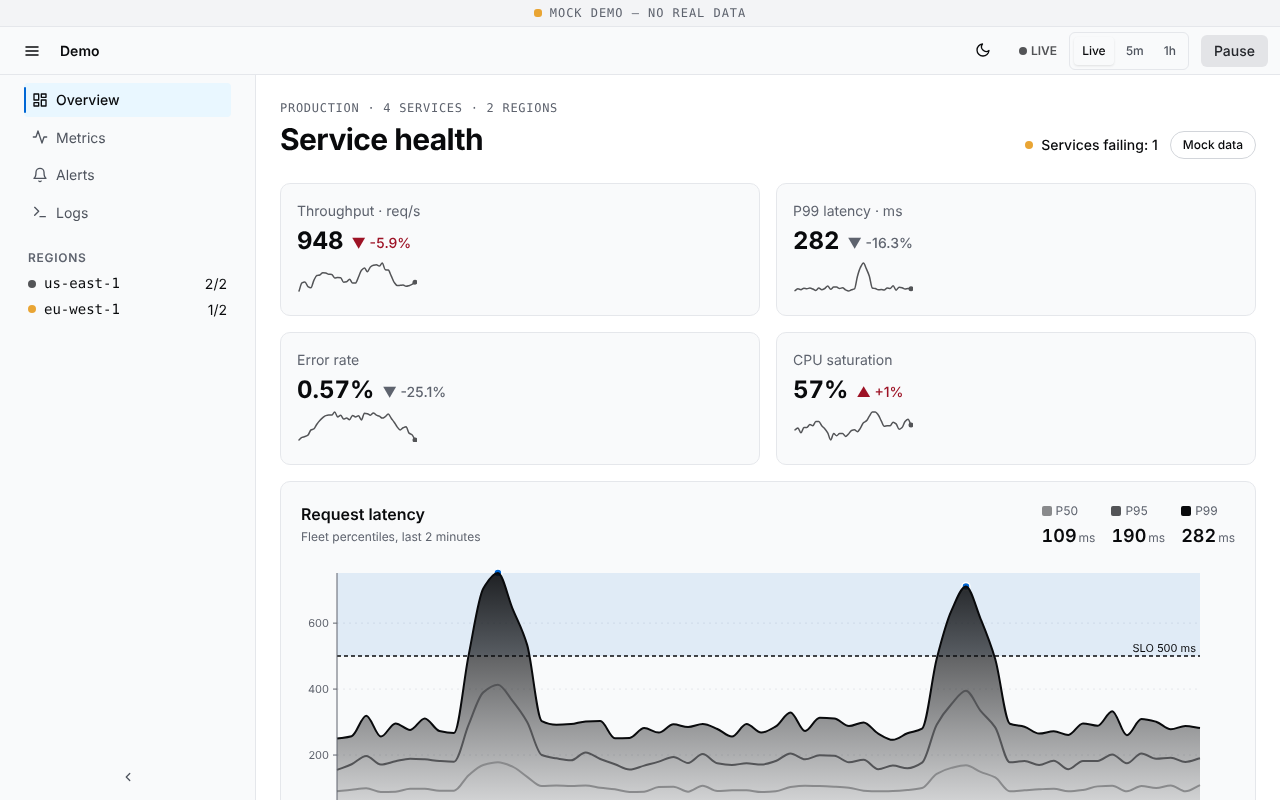 MOCK DEMO — NO REAL DATA
Demo
LIVE
Live 5m 1h
Pause
Overview
Metrics
Alerts
Logs
REGIONS
us-east-1 2/2
eu-west-1 1/2
PRODUCTION · 4 SERVICES · 2 REGIONS
Service health
Services failing: 1
Mock data
Throughput · req/s
948 ▼ -5.9%
P99 latency · ms
282 ▼ -16.3%
Error rate
0.57% ▼ -25.1%
CPU saturation
57% ▲ +1%
Request latency
Fleet percentiles, last 2 minutes
P50 P95 P99
109 ms 190 ms 282 ms
600
SLO 500 ms
400
200